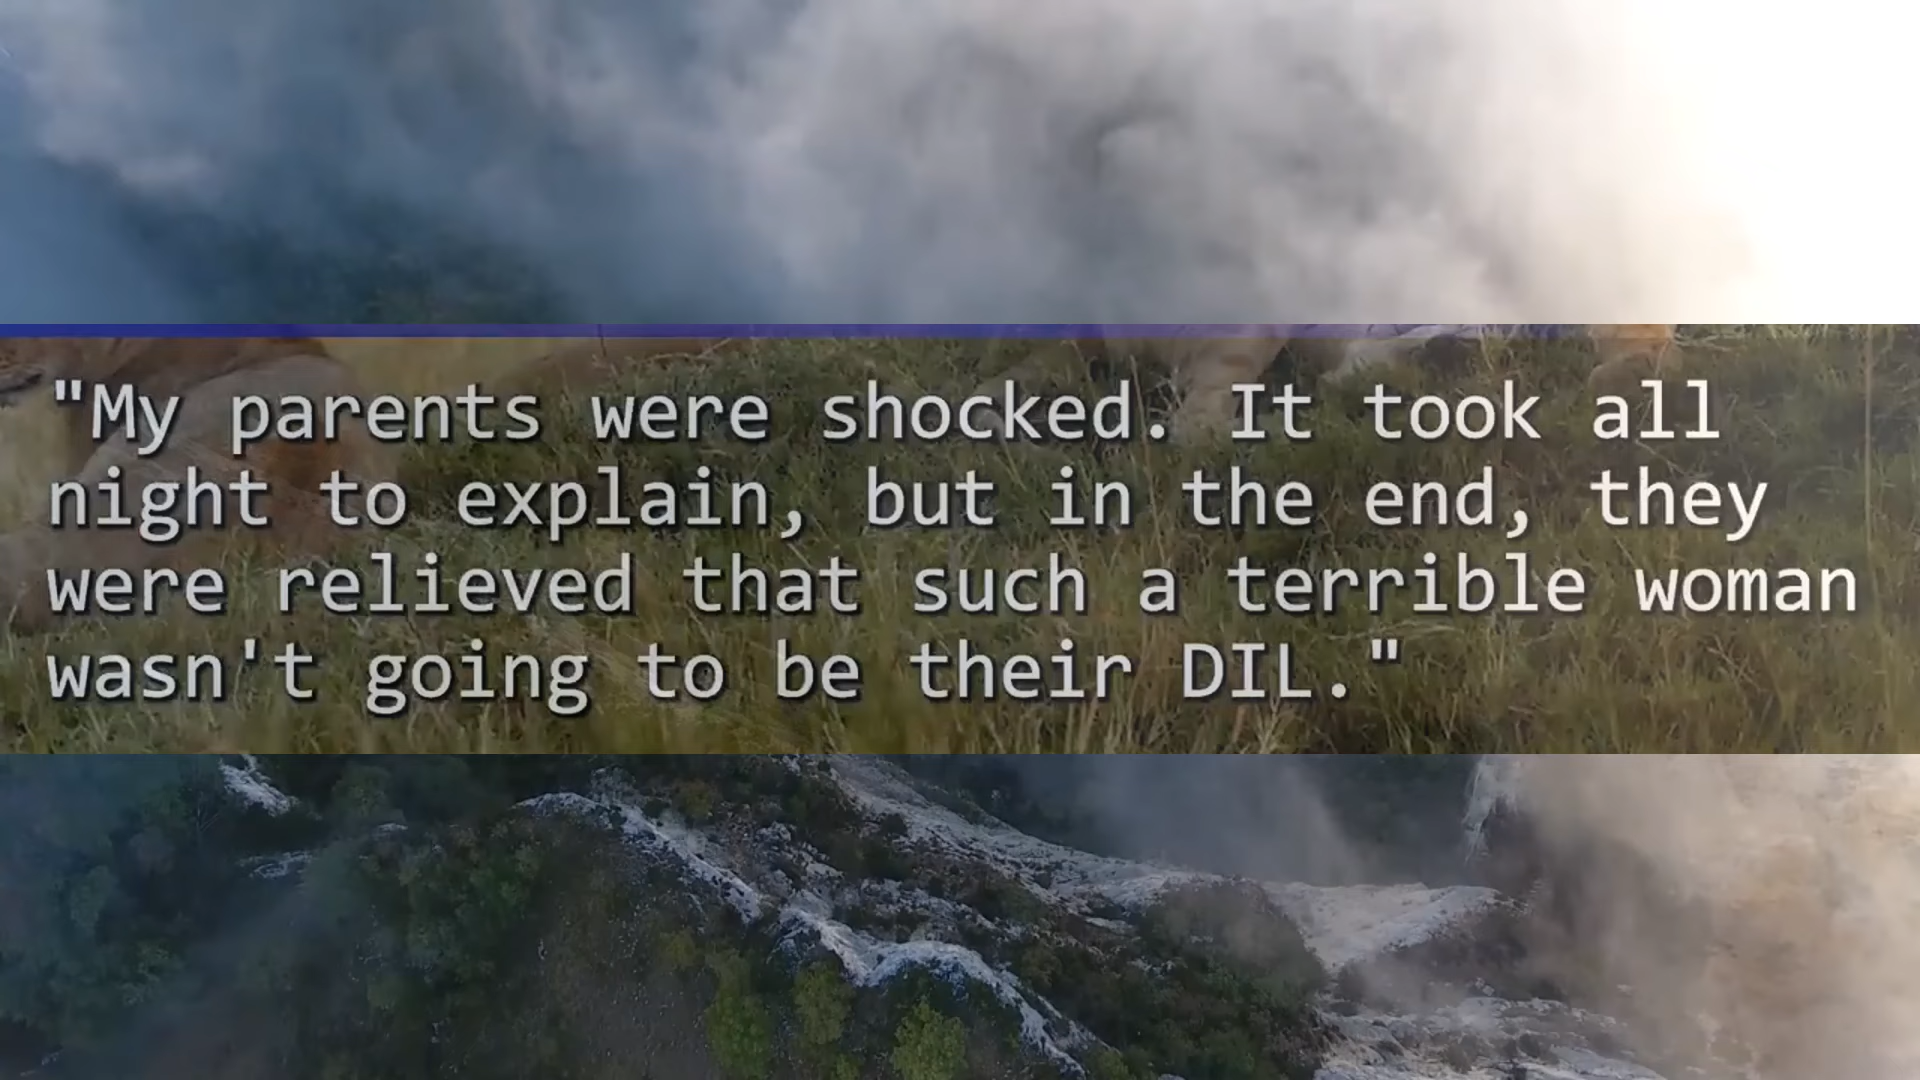 "My parents were shocked. It took all
night to explain, but in the end, they
were relieved that such a terrible woman
wasn't going to be their DIL."